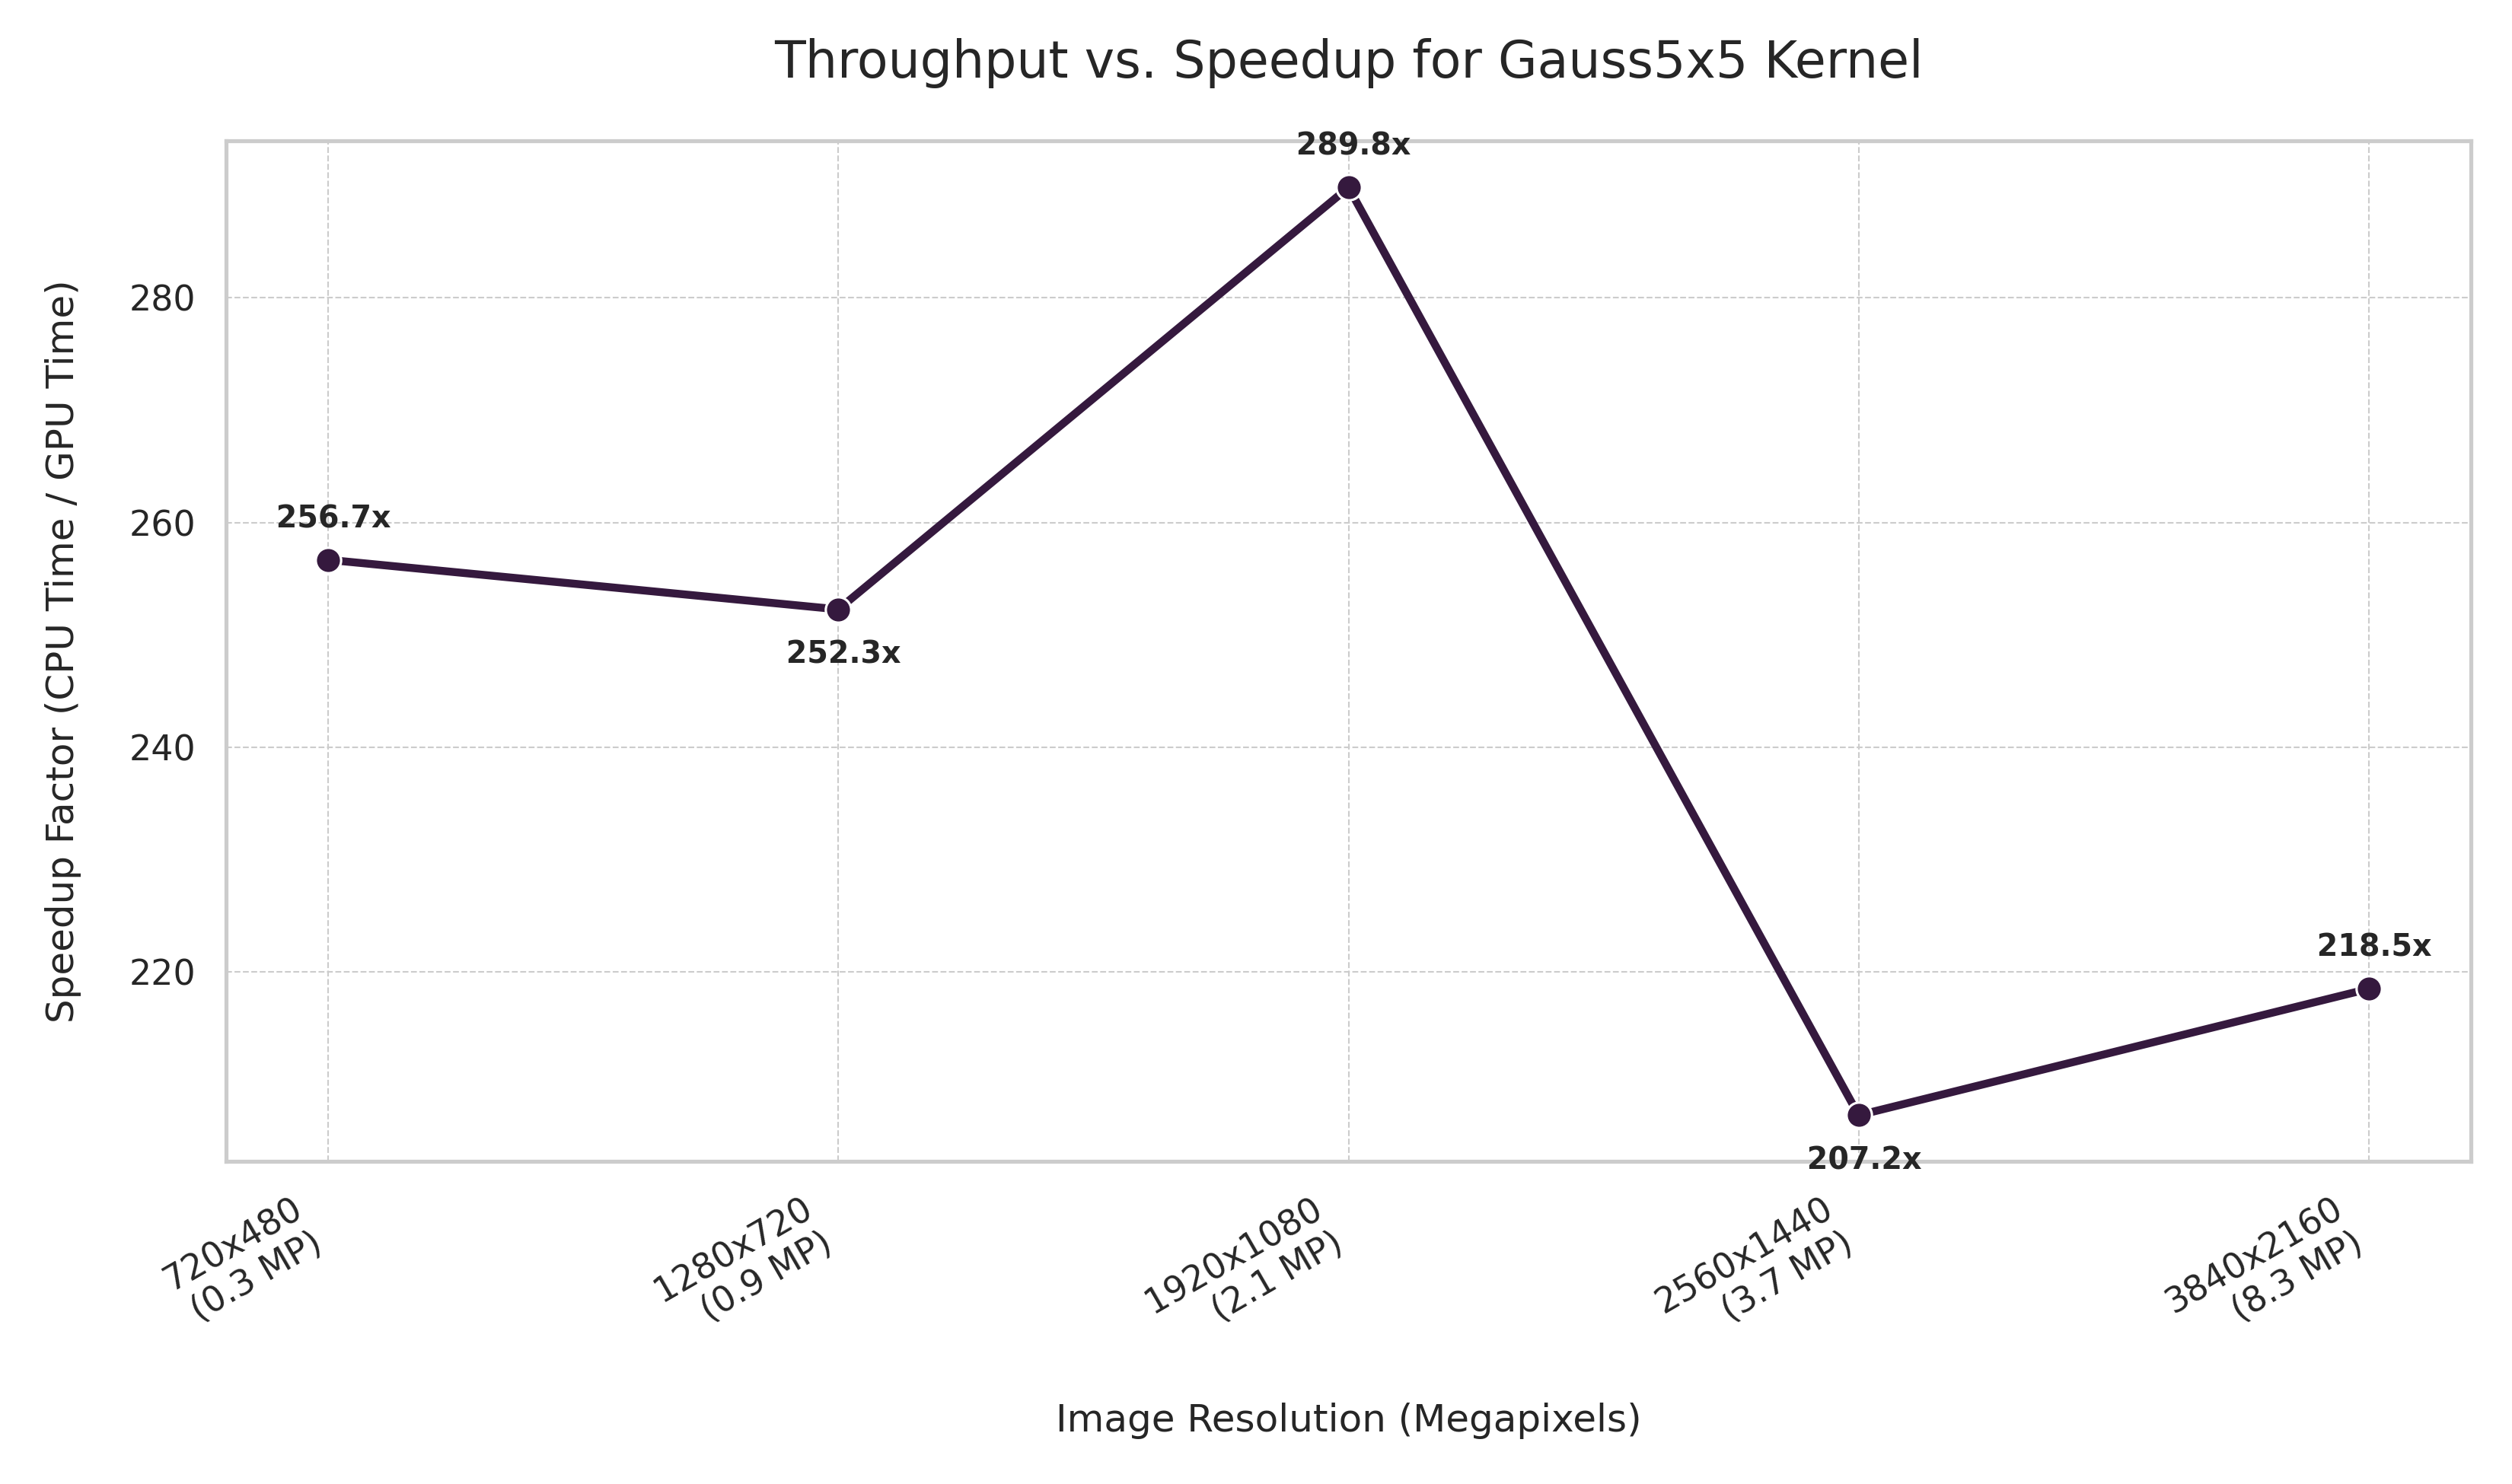 Throughput vs. Speedup for Gauss5x5 Kernel
289.8x
280
Speedup Factor (CPU Time / GPU Time)
256.7x
260
252.3x
240
218.5x
220
207.2x
720x480
(0.3 MP)
1280x720
(0.9 MP)
1920x1080
(2.1 MP)
2560x1440
(3.7 MP)
3840x2160
(8.3 MP)
Image Resolution (Megapixels)